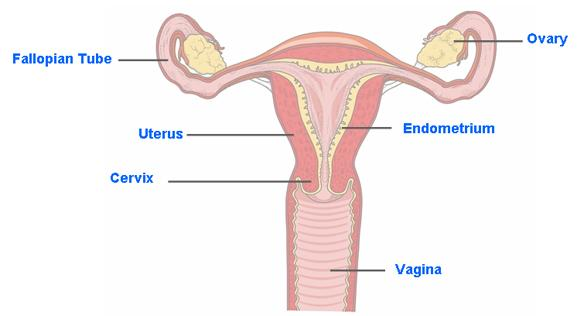 Ovary
Fallopian Tube
Endometrium
Uterus
Cervix
Vagina